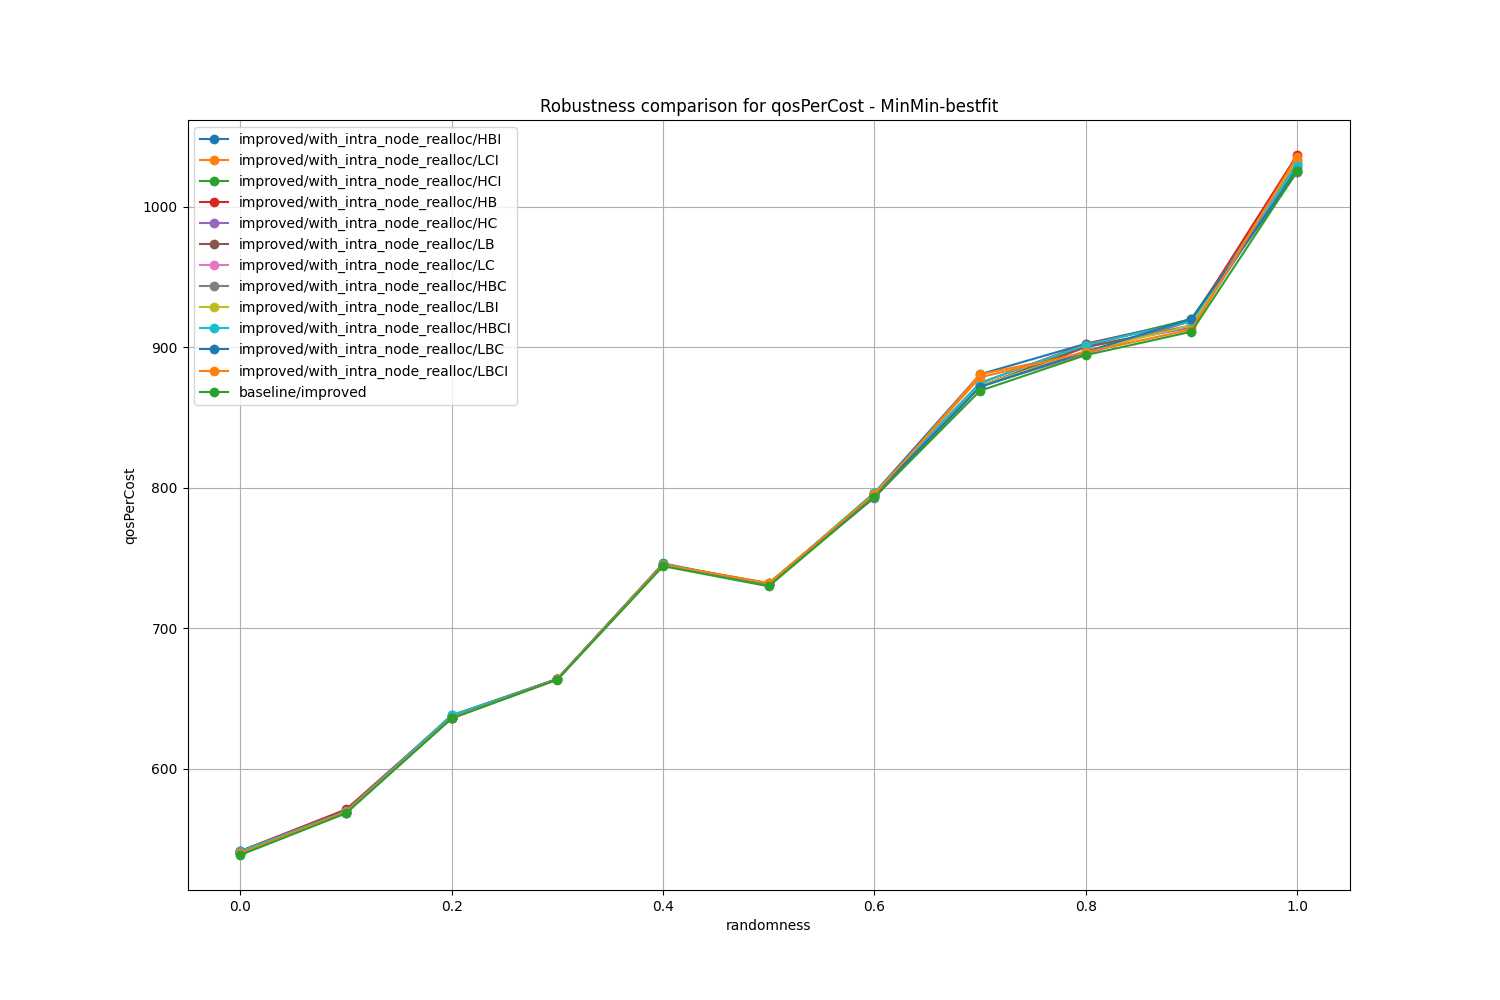 Robustness comparison for qosPerCost - MinMin-bestfit
improved/with_intra_node_realloc/HBI
improved/with_intra_node_realloc/LCI
improved/with_intra_node_realloc/HCI
improved/with_intra_node_realloc/HB
improved/with_intra_node_realloc/HC
improved/with_intra_node_realloc/LB
improved/with_intra_node_realloc/LC
improved/with_intra_node_realloc/HBC
improved/with_intra_node_realloc/LBI
improved/with_intra_node_realloc/HBCI
improved/with_intra_node_realloc/LBC
improved/with_intra_node_realloc/LBCI
baseline/improved
1000
900
800
700
600
qosPerCost
0.0 0.2 0.4 0.6 0.8 1.0
randomness